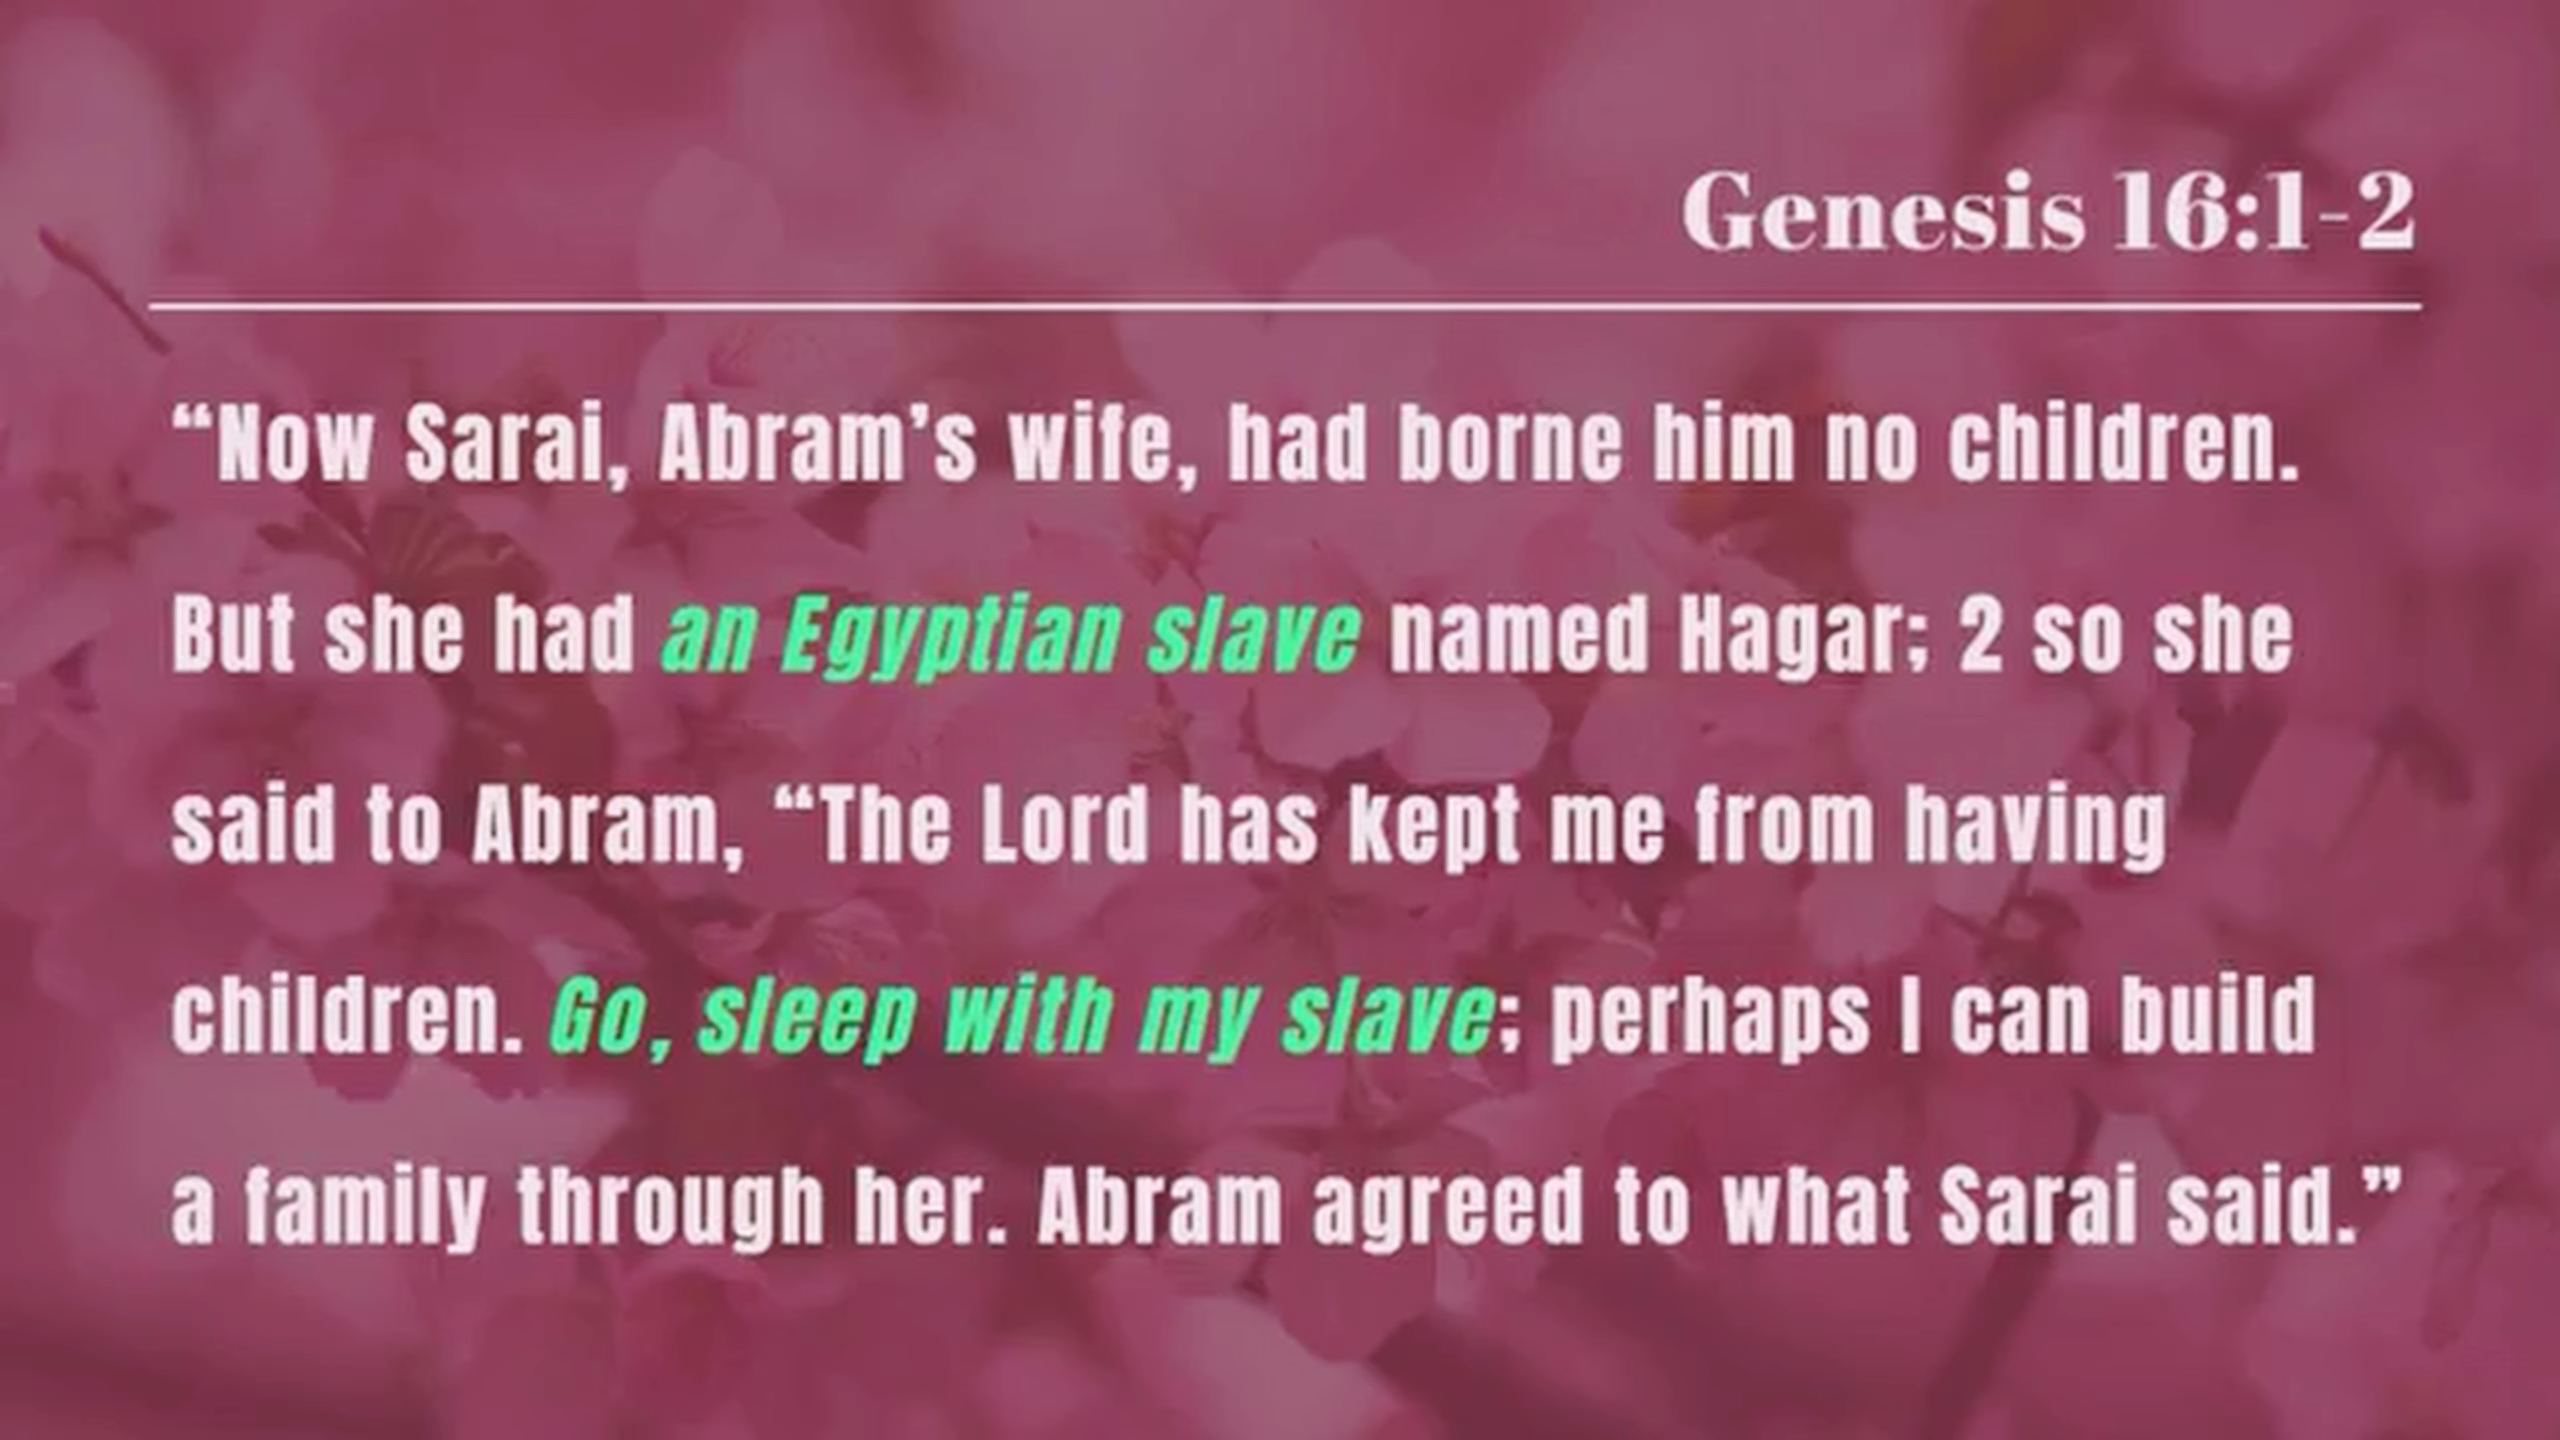 Genesis 16:1-2
“Now Sarai, Abram’s wife, had borne him no children.
But she had an Egyptian slave named Hagar; 2 so she
said to Abram, “The Lord has kept me from having
children. Go, sleep with my slave; perhaps I can build
a family through her. Abram agreed to what Sarai said.”